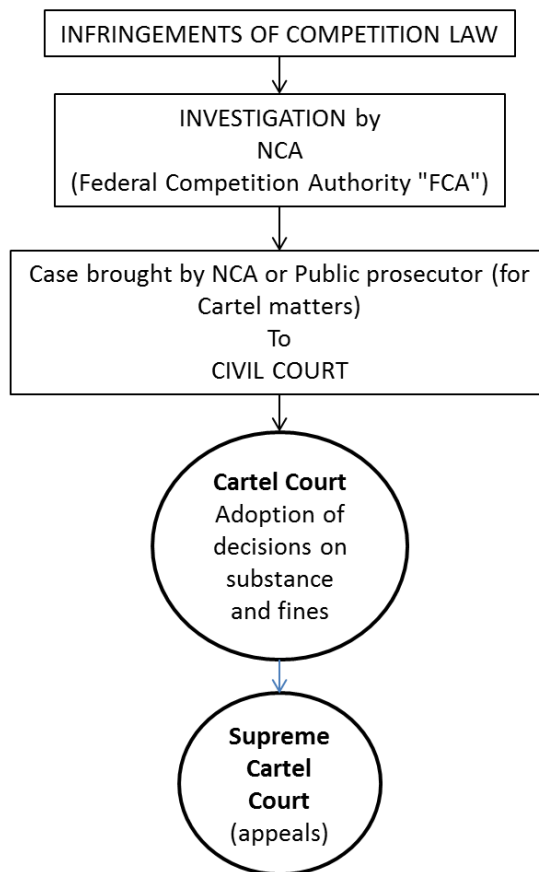 INFRINGEMENTS OF COMPETITION LAW
INVESTIGATION by
NCA
(Federal Competition Authority "FCA")
Case brought by NCA or Public prosecutor (for
Cartel matters)
To
CIVIL COURT
Cartel Court
Adoption of
decisions on
substance
and fines
Supreme
Cartel
Court
(appeals)